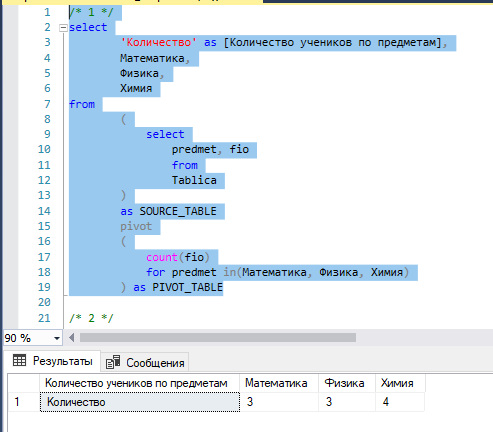 1 /* 1 */
2 select
3 'Количество' as [Количество учеников по предметам],
4 Математика,
5 Физика,
6 Химия
7 from
8 (
9 select
10 predmet, fio
11 from
12 Tablica
13 )
14 as SOURCE_TABLE
15 pivot
16 (
17 count(fio)
18 for predmet in(Математика, Физика, Химия)
19 ) as PIVOT_TABLE
20
21 /* 2 */
90 %
Результаты Сообщения
Количество учеников по предметам Математика Физика Химия
1 Количество 3 3 4